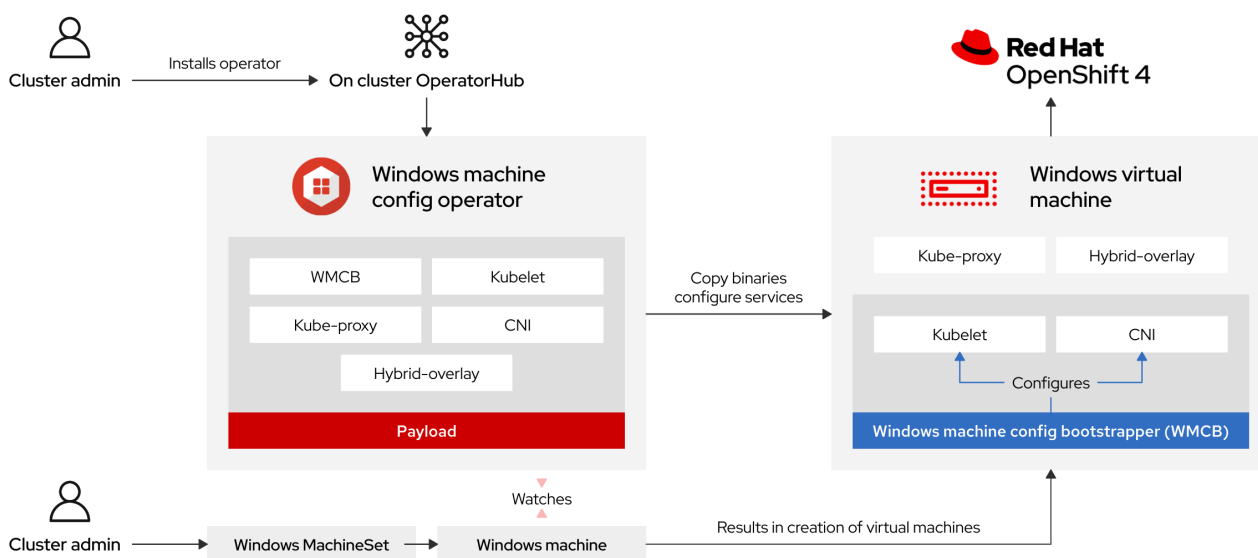 Cluster admin
Installs operator
On cluster OperatorHub
Red Hat
OpenShift 4
Windows machine
config operator
WMCB
Kubelet
Kube-proxy
CNI
Hybrid-overlay
Payload
Copy binaries
configure services
Windows virtual
machine
Kube-proxy
Hybrid-overlay
Kubelet
CNI
Configures
Windows machine config bootstrapper (WMCB)
Watches
Cluster admin
Windows MachineSet
Windows machine
Results in creation of virtual machines